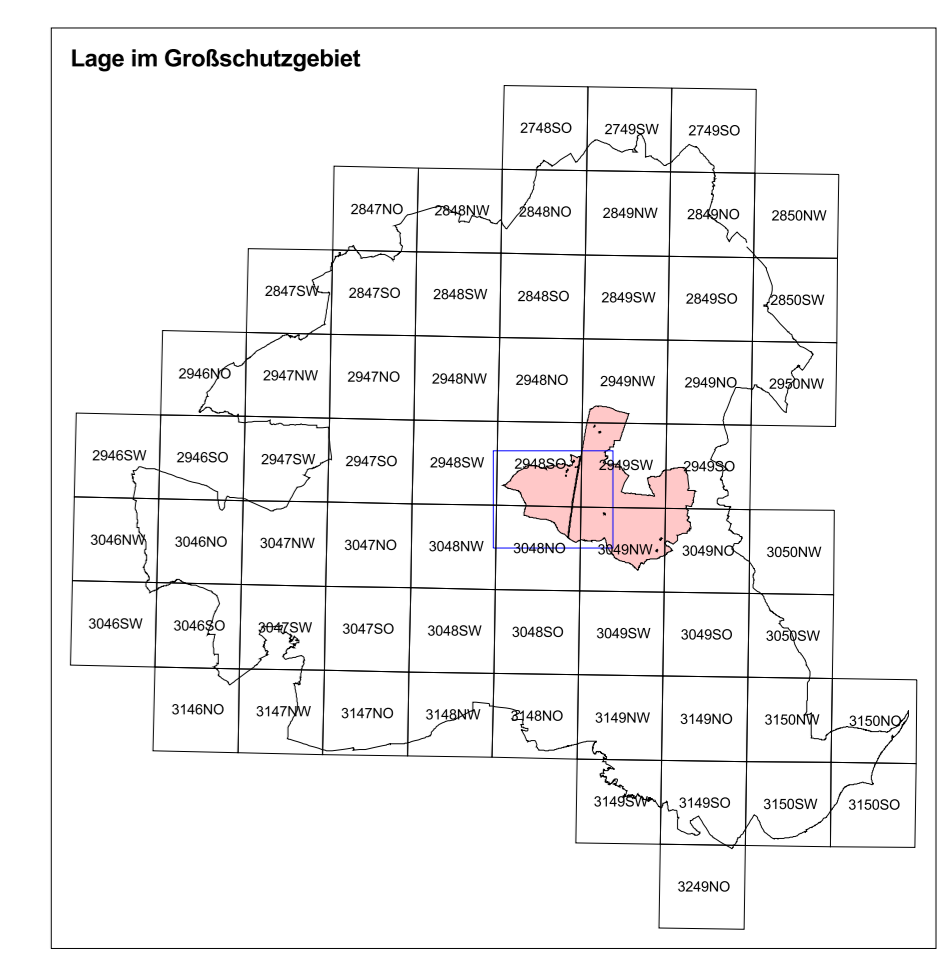 Lage im Großschutzgebiet
2748SO 2749SW 2749SO
2847NO 2848NW 2848NO 2849NW 2849NO 2850NW
2847SW 2847SO 2848SW 2848SO 2849SW 2849SO 2850SW
2946NO 2947NW 2947NO 2948NW 2948NO 2949NW 2949NO 2950NW
2946SW 2946SO 2947SW 2947SO 2948SW 2948SO 2949SW 2949SO
3046NW 3046NO 3047NW 3047NO 3048NW 3048NO 3049NW 3049NO 3050NW
3046SW 3046SO 3047SW 3047SO 3048SW 3048SO 3049SW 3049SO 3050SW
3146NO 3147NW 3147NO 3148NW 3148NO 3149NW 3149NO 3150NW 3150NO
3149SW 3149SO 3150SW 3150SO
3249NO